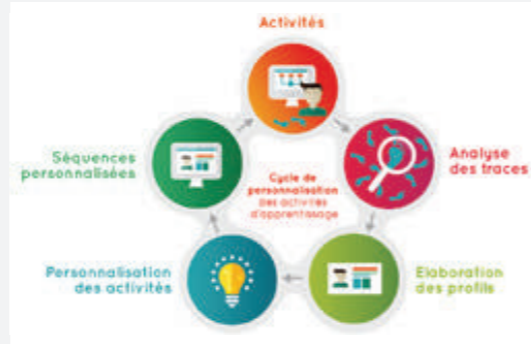 Activités
Séquences
personnalisées
Analyse
des traces
Cycle de
personnalisation
des activités
d'apprentissage
Personnalisation
des activités
Elaboration
des profils